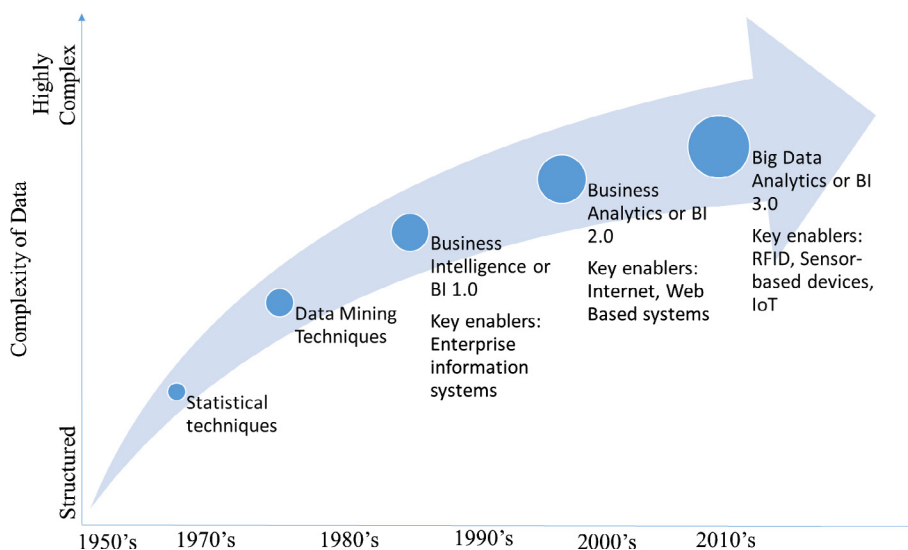 Highly
Complex
Complexity of Data
Structured
Statistical
techniques
Data Mining
Techniques
Business
Intelligence or
BI 1.0
Key enablers:
Enterprise
information
systems
Business
Analytics or BI
2.0
Key enablers:
Internet, Web
Based systems
Big Data
Analytics or BI
3.0
Key enablers:
RFID, Sensor-
based devices,
IoT
1950's
1970's
1980's
1990's
2000's
2010's